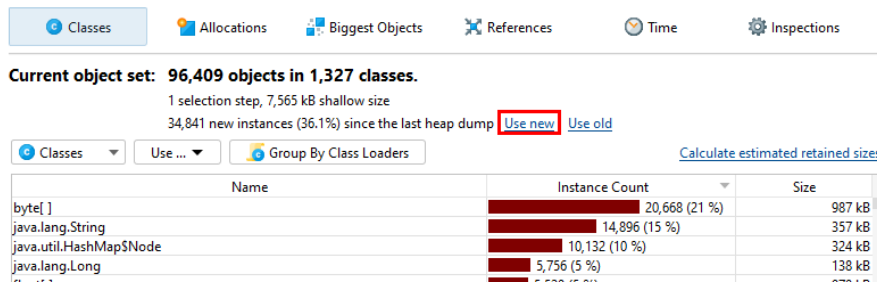 Classes Allocations Biggest Objects References Time Inspections
Current object set: 96,409 objects in 1,327 classes.
1 selection step, 7,565 kB shallow size
34,841 new instances (36.1%) since the last heap dump Use new Use old
Classes Use ... Group By Class Loaders Calculate estimated retained sizes
Name Instance Count Size
byte[ ] 20,668 (21 %) 987 kB
java.lang.String 14,896 (15 %) 357 kB
java.util.HashMap$Node 10,132 (10 %) 324 kB
java.lang.Long 5,756 (5 %) 138 kB